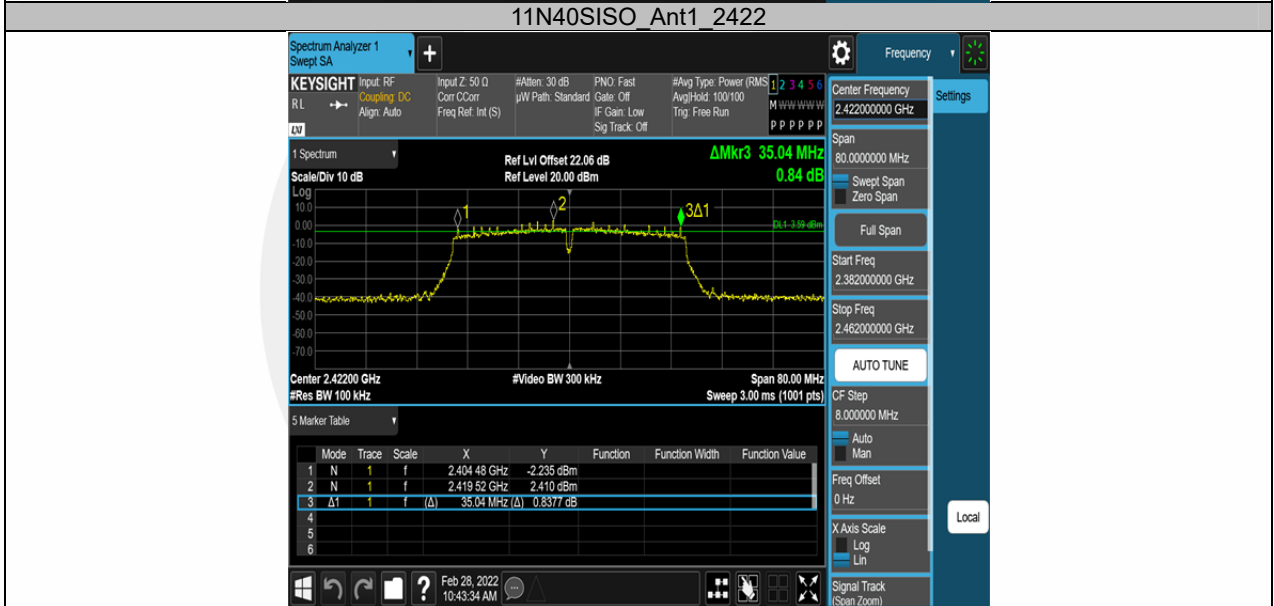 11N40SISO_Ant1_2422
Spectrum Analyzer 1
Swept SA
+
Frequency
KEYSIGHT
RL
LXI
Input: RF
Coupling: DC
Align: Auto
Input Z: 50 Ω
Corr CCorr
Freq Ref: Int (S)
#Atten: 30 dB
µW Path: Standard
PNO: Fast
Gate: Off
IF Gain: Low
Sig Track: Off
#Avg Type: Power (RMS
Avg|Hold: 100/100
Trig: Free Run
1 2 3 4 5 6
M W W W W W
P P P P P P
1 Spectrum
Scale/Div 10 dB
Ref Lvl Offset 22.06 dB
Ref Level 20.00 dBm
ΔMkr3 35.04 MHz
0.84 dB
Log
10.0
0.00
-10.0
-20.0
-30.0
-40.0
-50.0
-60.0
-70.0
1
2
3Δ1
DL1 -3.59 dBm
Center 2.42200 GHz
#Video BW 300 kHz
Span 80.00 MHz
#Res BW 100 kHz
Sweep 3.00 ms (1001 pts)
5 Marker Table
Mode Trace Scale X Y Function Function Width Function Value
1 N 1 f 2.404 48 GHz -2.235 dBm
2 N 1 f 2.419 52 GHz 2.410 dBm
3 Δ1 1 f (Δ) 35.04 MHz (Δ) 0.8377 dB
4
5
6
Feb 28, 2022
10:43:34 AM
Center Frequency
2.422000000 GHz
Settings
Span
80.0000000 MHz
Swept Span
Zero Span
Full Span
Start Freq
2.382000000 GHz
Stop Freq
2.462000000 GHz
AUTO TUNE
CF Step
8.000000 MHz
Auto
Man
Freq Offset
0 Hz
Local
X Axis Scale
Log
Lin
Signal Track
(Span Zoom)